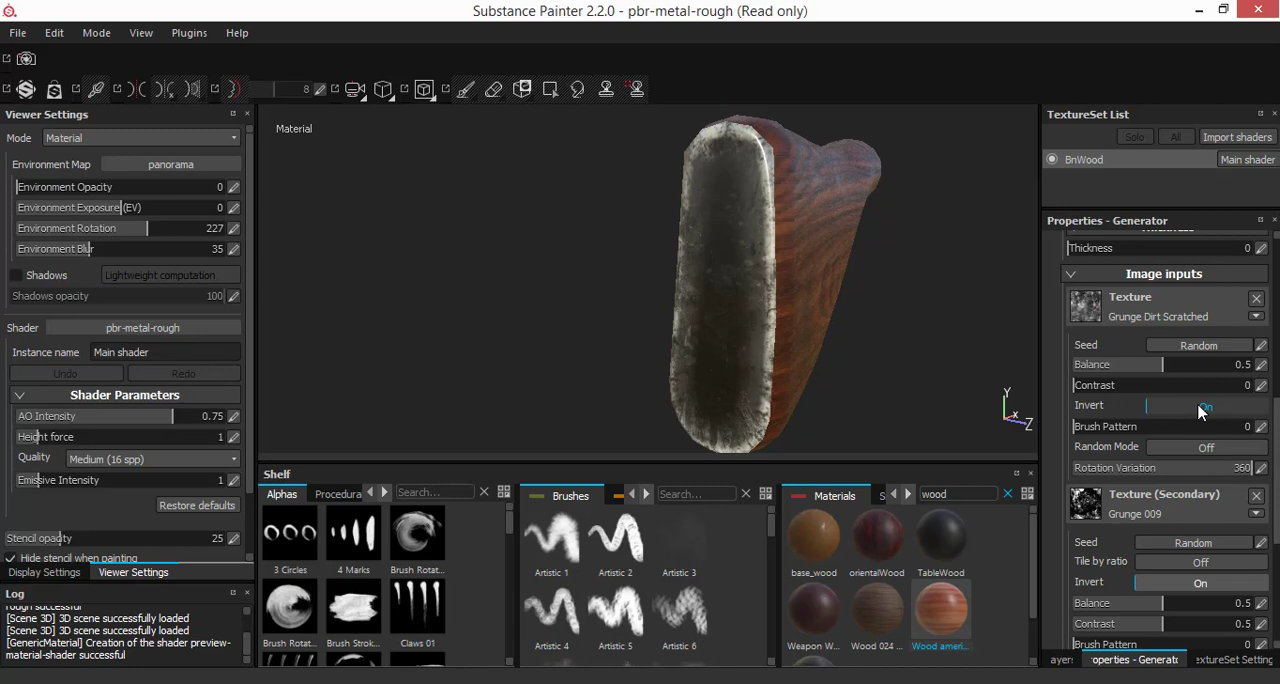 Substance Painter 2.2.0 - pbr-metal-rough (Read only)
File Edit Mode View Plugins Help
8
Viewer Settings
Mode Material
Environment Map panorama
Environment Opacity 0
Environment Exposure (EV) 0
Environment Rotation 227
Environment Blur 35
Shadows Lightweight computation
Shadows opacity 100
Shader pbr-metal-rough
Instance name Main shader
Undo Redo
Shader Parameters
AO Intensity 0.75
Height force 1
Quality Medium (16 spp)
Emissive Intensity 1
Restore defaults
Stencil opacity 25
Hide stencil when painting
Display Settings Viewer Settings
Log
rough successful
[Scene 3D] 3D scene successfully loaded
[Scene 3D] 3D scene successfully loaded
[GenericMaterial] Creation of the shader preview-
material-shader successful
Material
Y
X
Z
Shelf
Alphas Procedura Search...
3 Circles 4 Marks Brush Rotat...
Brush Rotat... Brush Strok... Claws 01
Brushes Search...
Artistic 1 Artistic 2 Artistic 3
Artistic 4 Artistic 5 Artistic 6
Materials S wood
base_wood orientalWood TableWood
Weapon W... Wood 024 ... Wood ameri...
TextureSet List
Solo All Import shaders
BnWood Main shader
Properties - Generator
Thickness
Thickness 0
Image inputs
Texture
Grunge Dirt Scratched
Seed Random
Balance 0.5
Contrast 0
Invert On
Brush Pattern 0
Random Mode Off
Rotation Variation 360
Texture (Secondary)
Grunge 009
Seed Random
Tile by ratio Off
Invert On
Balance 0.5
Contrast 0.5
Brush Pattern 0
ayers roperties - Generato extureSet Setting